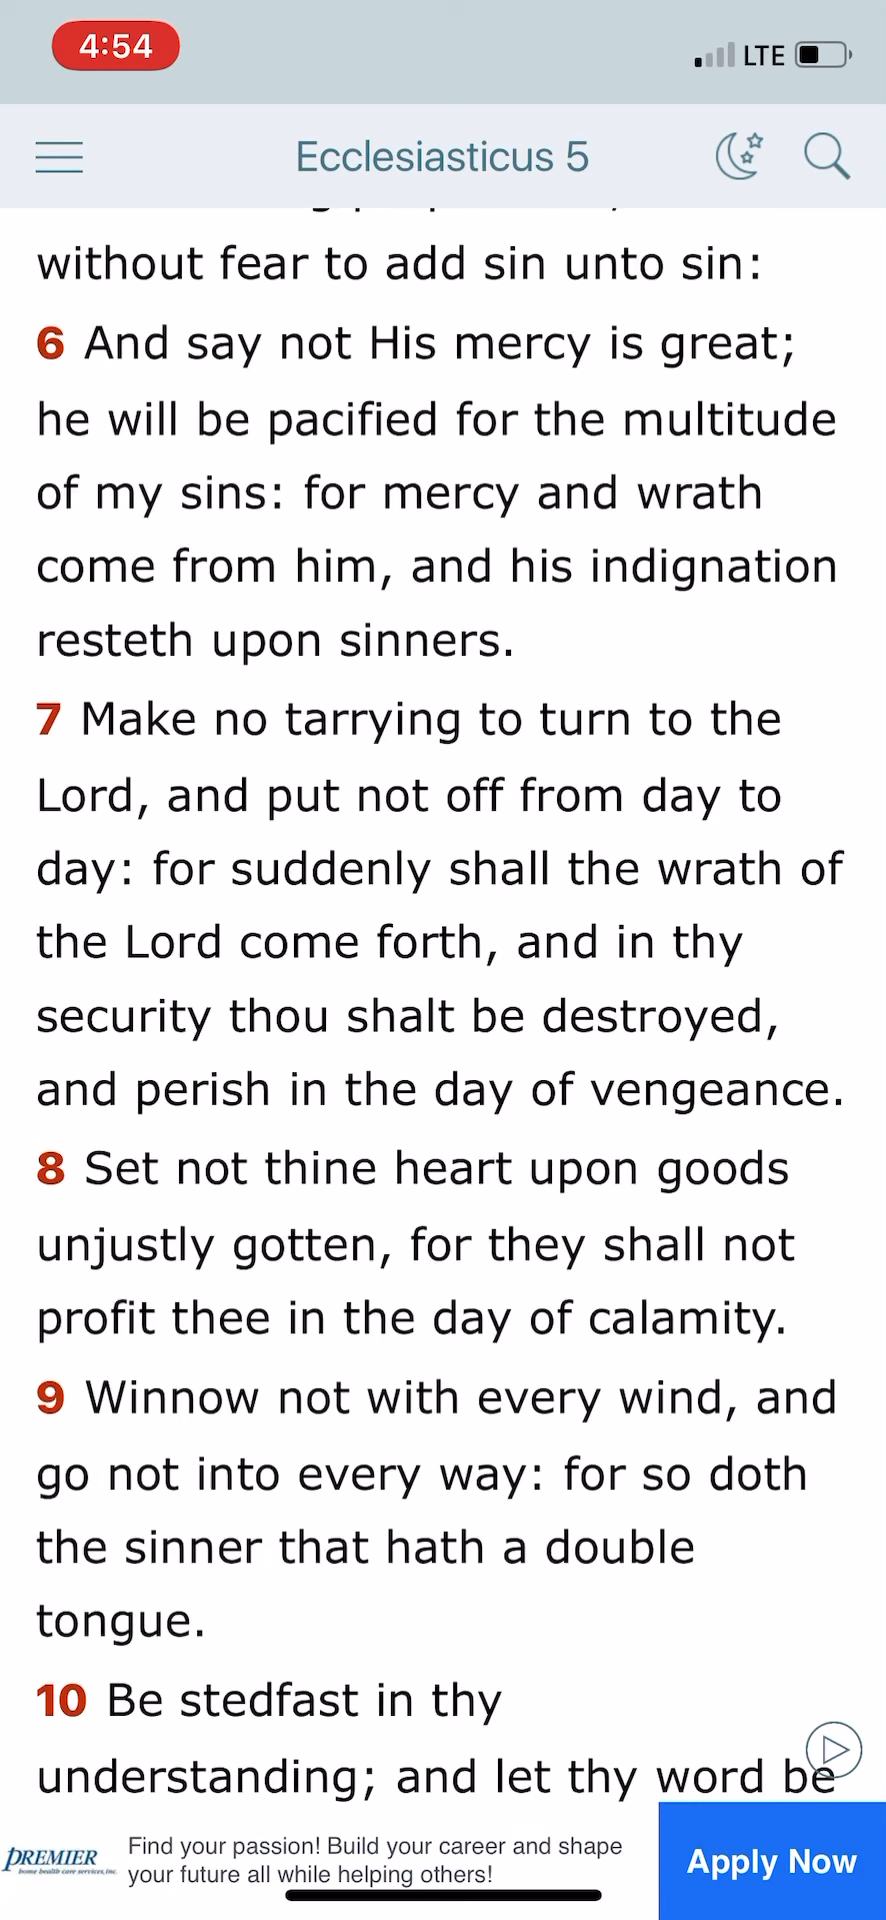 4:54
LTE
Ecclesiasticus 5
without fear to add sin unto sin:
6 And say not His mercy is great;
he will be pacified for the multitude
of my sins: for mercy and wrath
come from him, and his indignation
resteth upon sinners.
7 Make no tarrying to turn to the
Lord, and put not off from day to
day: for suddenly shall the wrath of
the Lord come forth, and in thy
security thou shalt be destroyed,
and perish in the day of vengeance.
8 Set not thine heart upon goods
unjustly gotten, for they shall not
profit thee in the day of calamity.
9 Winnow not with every wind, and
go not into every way: for so doth
the sinner that hath a double
tongue.
10 Be stedfast in thy
understanding; and let thy word be
PREMIER
home health care services, inc.
Find your passion! Build your career and shape
your future all while helping others!
Apply Now